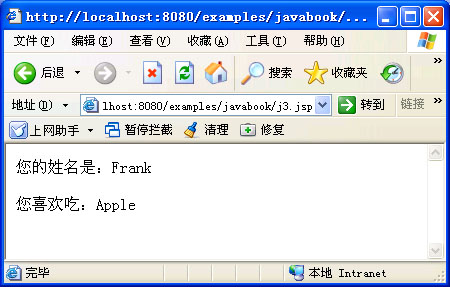 http://localhost:8080/examples/javabook/...
文件(F) 编辑(E) 查看(V) 收藏(A) 工具(T) 帮助(H)
后退 搜索 收藏夹 »
地址(D) lhost:8080/examples/javabook/j3.jsp 转到 链接 »
上网助手 暂停拦截 清理 修复
您的姓名是：Frank
您喜欢吃：Apple
完毕 本地 Intranet